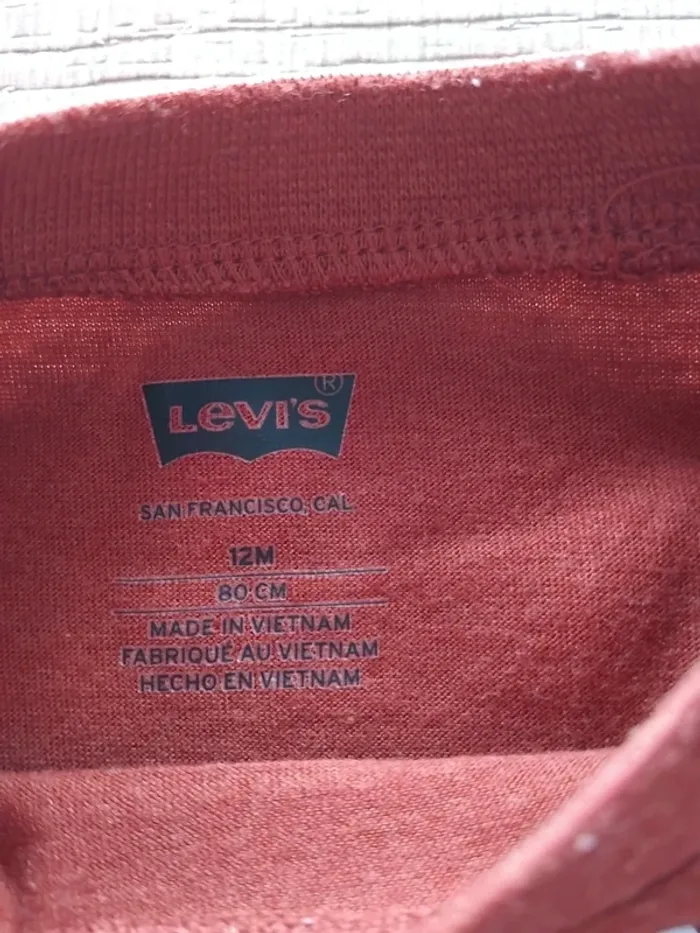 LEVI'S ®
SAN FRANCISCO, CAL
12M
80 CM
MADE IN VIETNAM
FABRIQUÉ AU VIETNAM
HECHO EN VIETNAM